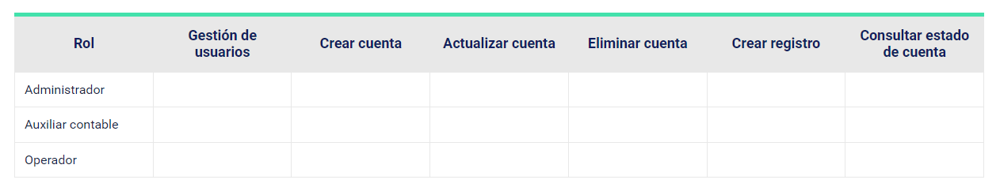 Rol
Gestión de
usuarios
Crear cuenta
Actualizar cuenta
Eliminar cuenta
Crear registro
Consultar estado
de cuenta
Administrador
Auxiliar contable
Operador